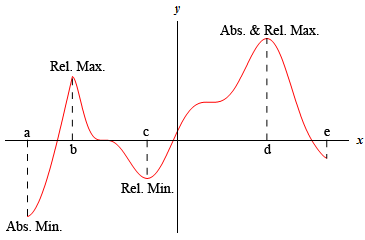 y
Abs. & Rel. Max.
Rel. Max.
a
c
e
x
b
d
Rel. Min.
Abs. Min.